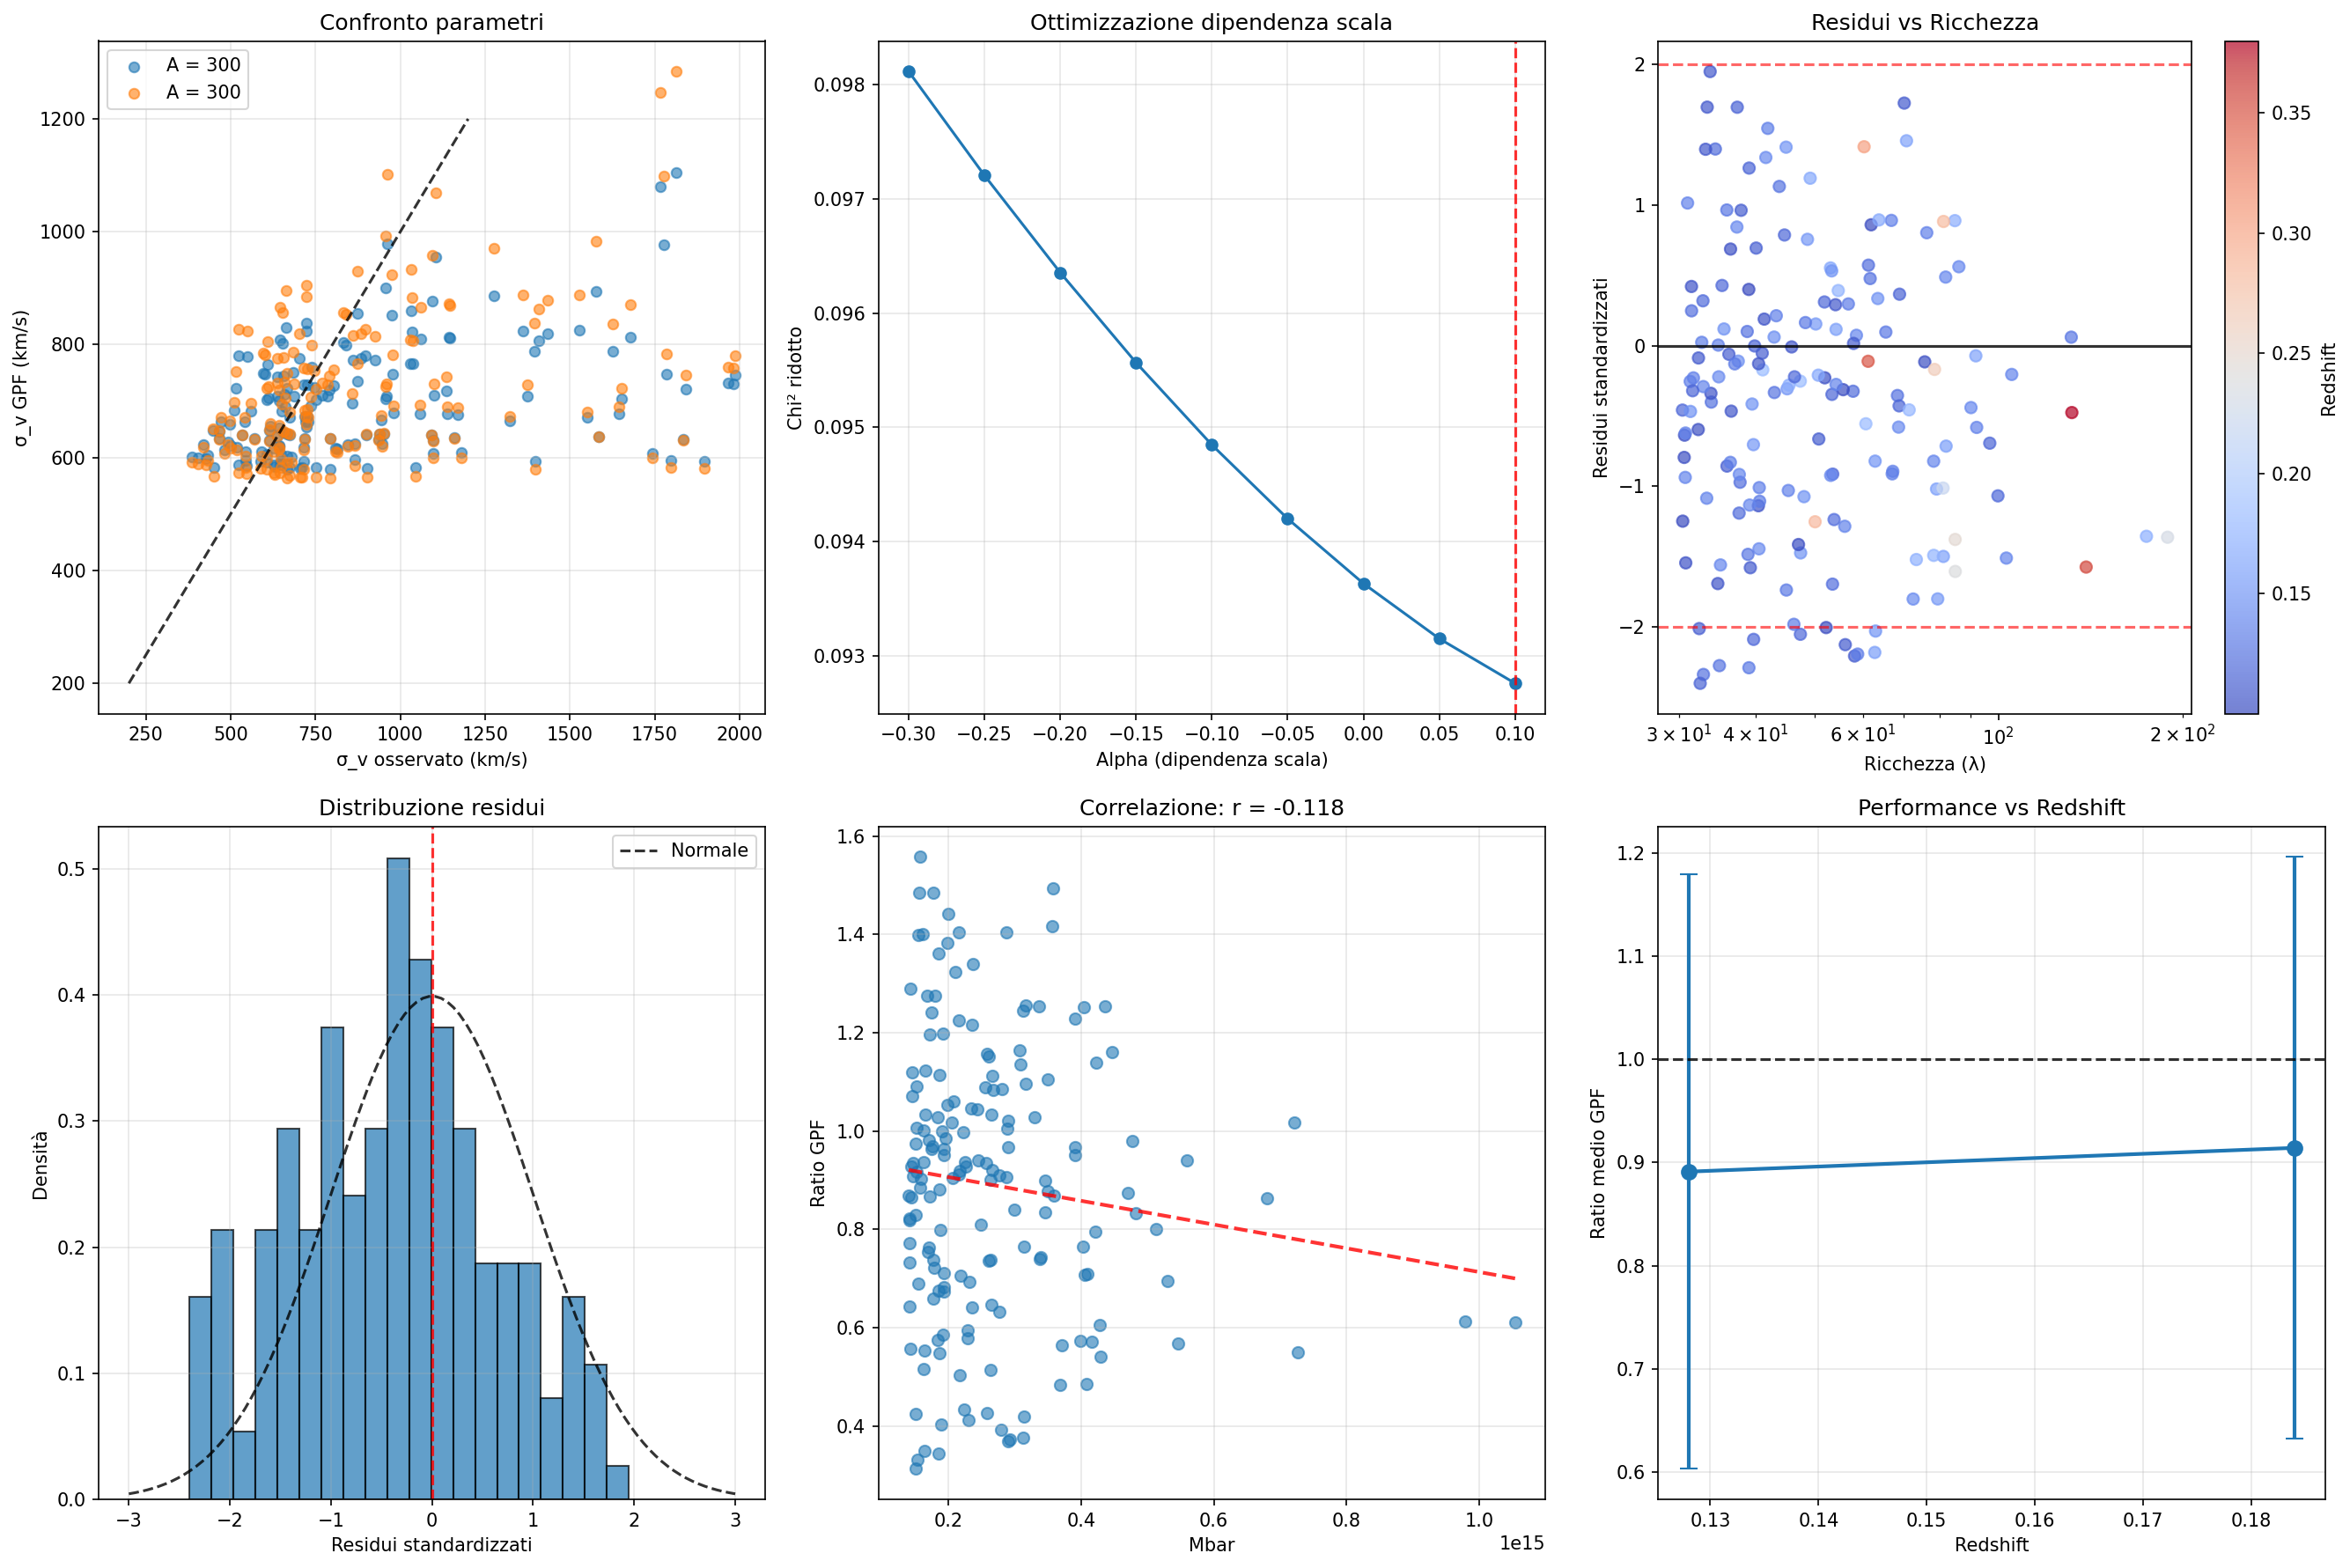 Confronto parametri
A = 300
A = 300
1200
1000
800
600
400
200
σ_v GPF (km/s)
250 500 750 1000 1250 1500 1750 2000
σ_v osservato (km/s)
Ottimizzazione dipendenza scala
0.098
0.097
0.096
0.095
0.094
0.093
Chi² ridotto
−0.30 −0.25 −0.20 −0.15 −0.10 −0.05 0.00 0.05 0.10
Alpha (dipendenza scala)
Residui vs Ricchezza
2
1
0
−1
−2
Residui standardizzati
3 × 10¹ 4 × 10¹ 6 × 10¹ 10² 2 × 10²
Ricchezza (λ)
0.35
0.30
0.25
0.20
0.15
Redshift
Distribuzione residui
Normale
0.5
0.4
0.3
0.2
0.1
0.0
Densità
−3 −2 −1 0 1 2 3
Residui standardizzati
Correlazione: r = -0.118
1.6
1.4
1.2
1.0
0.8
0.6
0.4
Ratio GPF
0.2 0.4 0.6 0.8 1.0
1e15
Mbar
Performance vs Redshift
1.2
1.1
1.0
0.9
0.8
0.7
0.6
Ratio medio GPF
0.13 0.14 0.15 0.16 0.17 0.18
Redshift